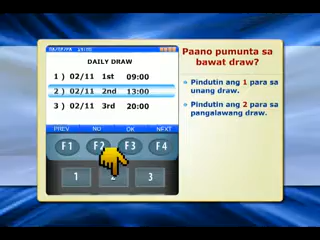 DAILY DRAW
1 ) 02/11 1st 09:00
2 ) 02/11 2nd 13:00
3 ) 02/11 3rd 20:00
PREV NO OK NEXT
F1 F2 F3 F4
1 2 3
Paano pumunta sa
bawat draw?
Pindutin ang 1 para sa
unang draw.
Pindutin ang 2 para sa
pangalawang draw.